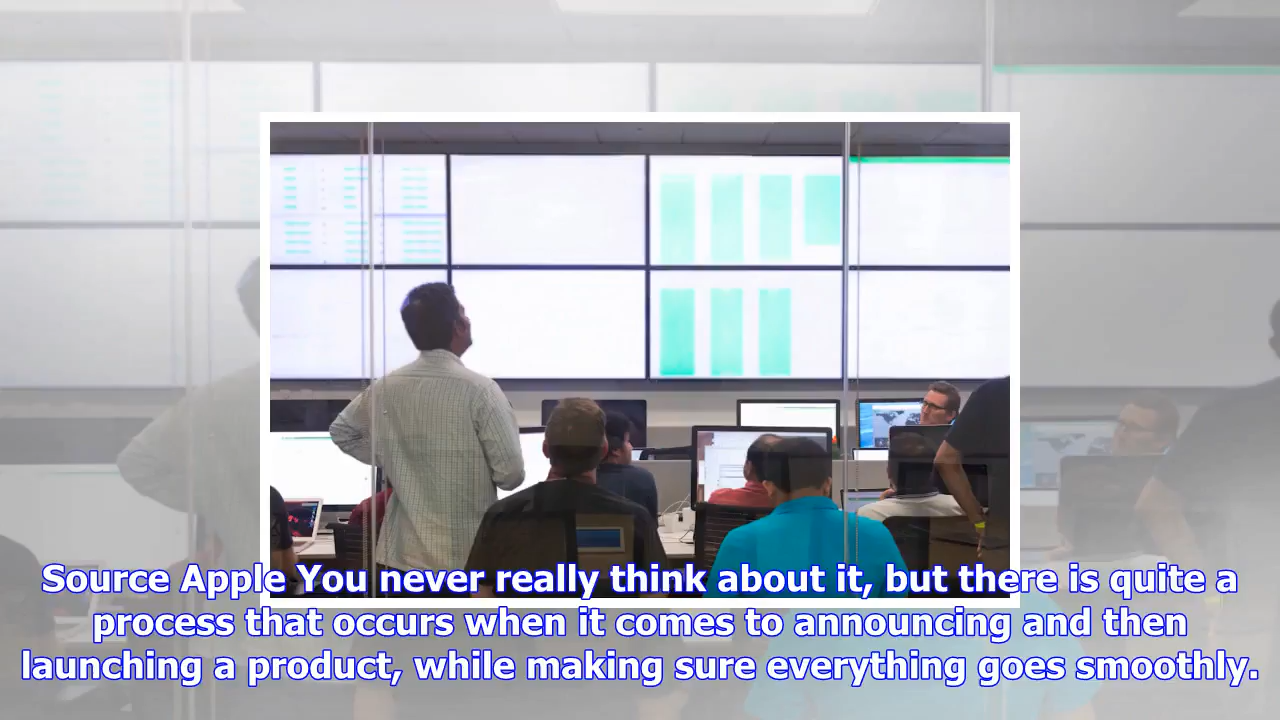 Source Apple You never really think about it, but there is quite a
process that occurs when it comes to announcing and then
launching a product, while making sure everything goes smoothly.